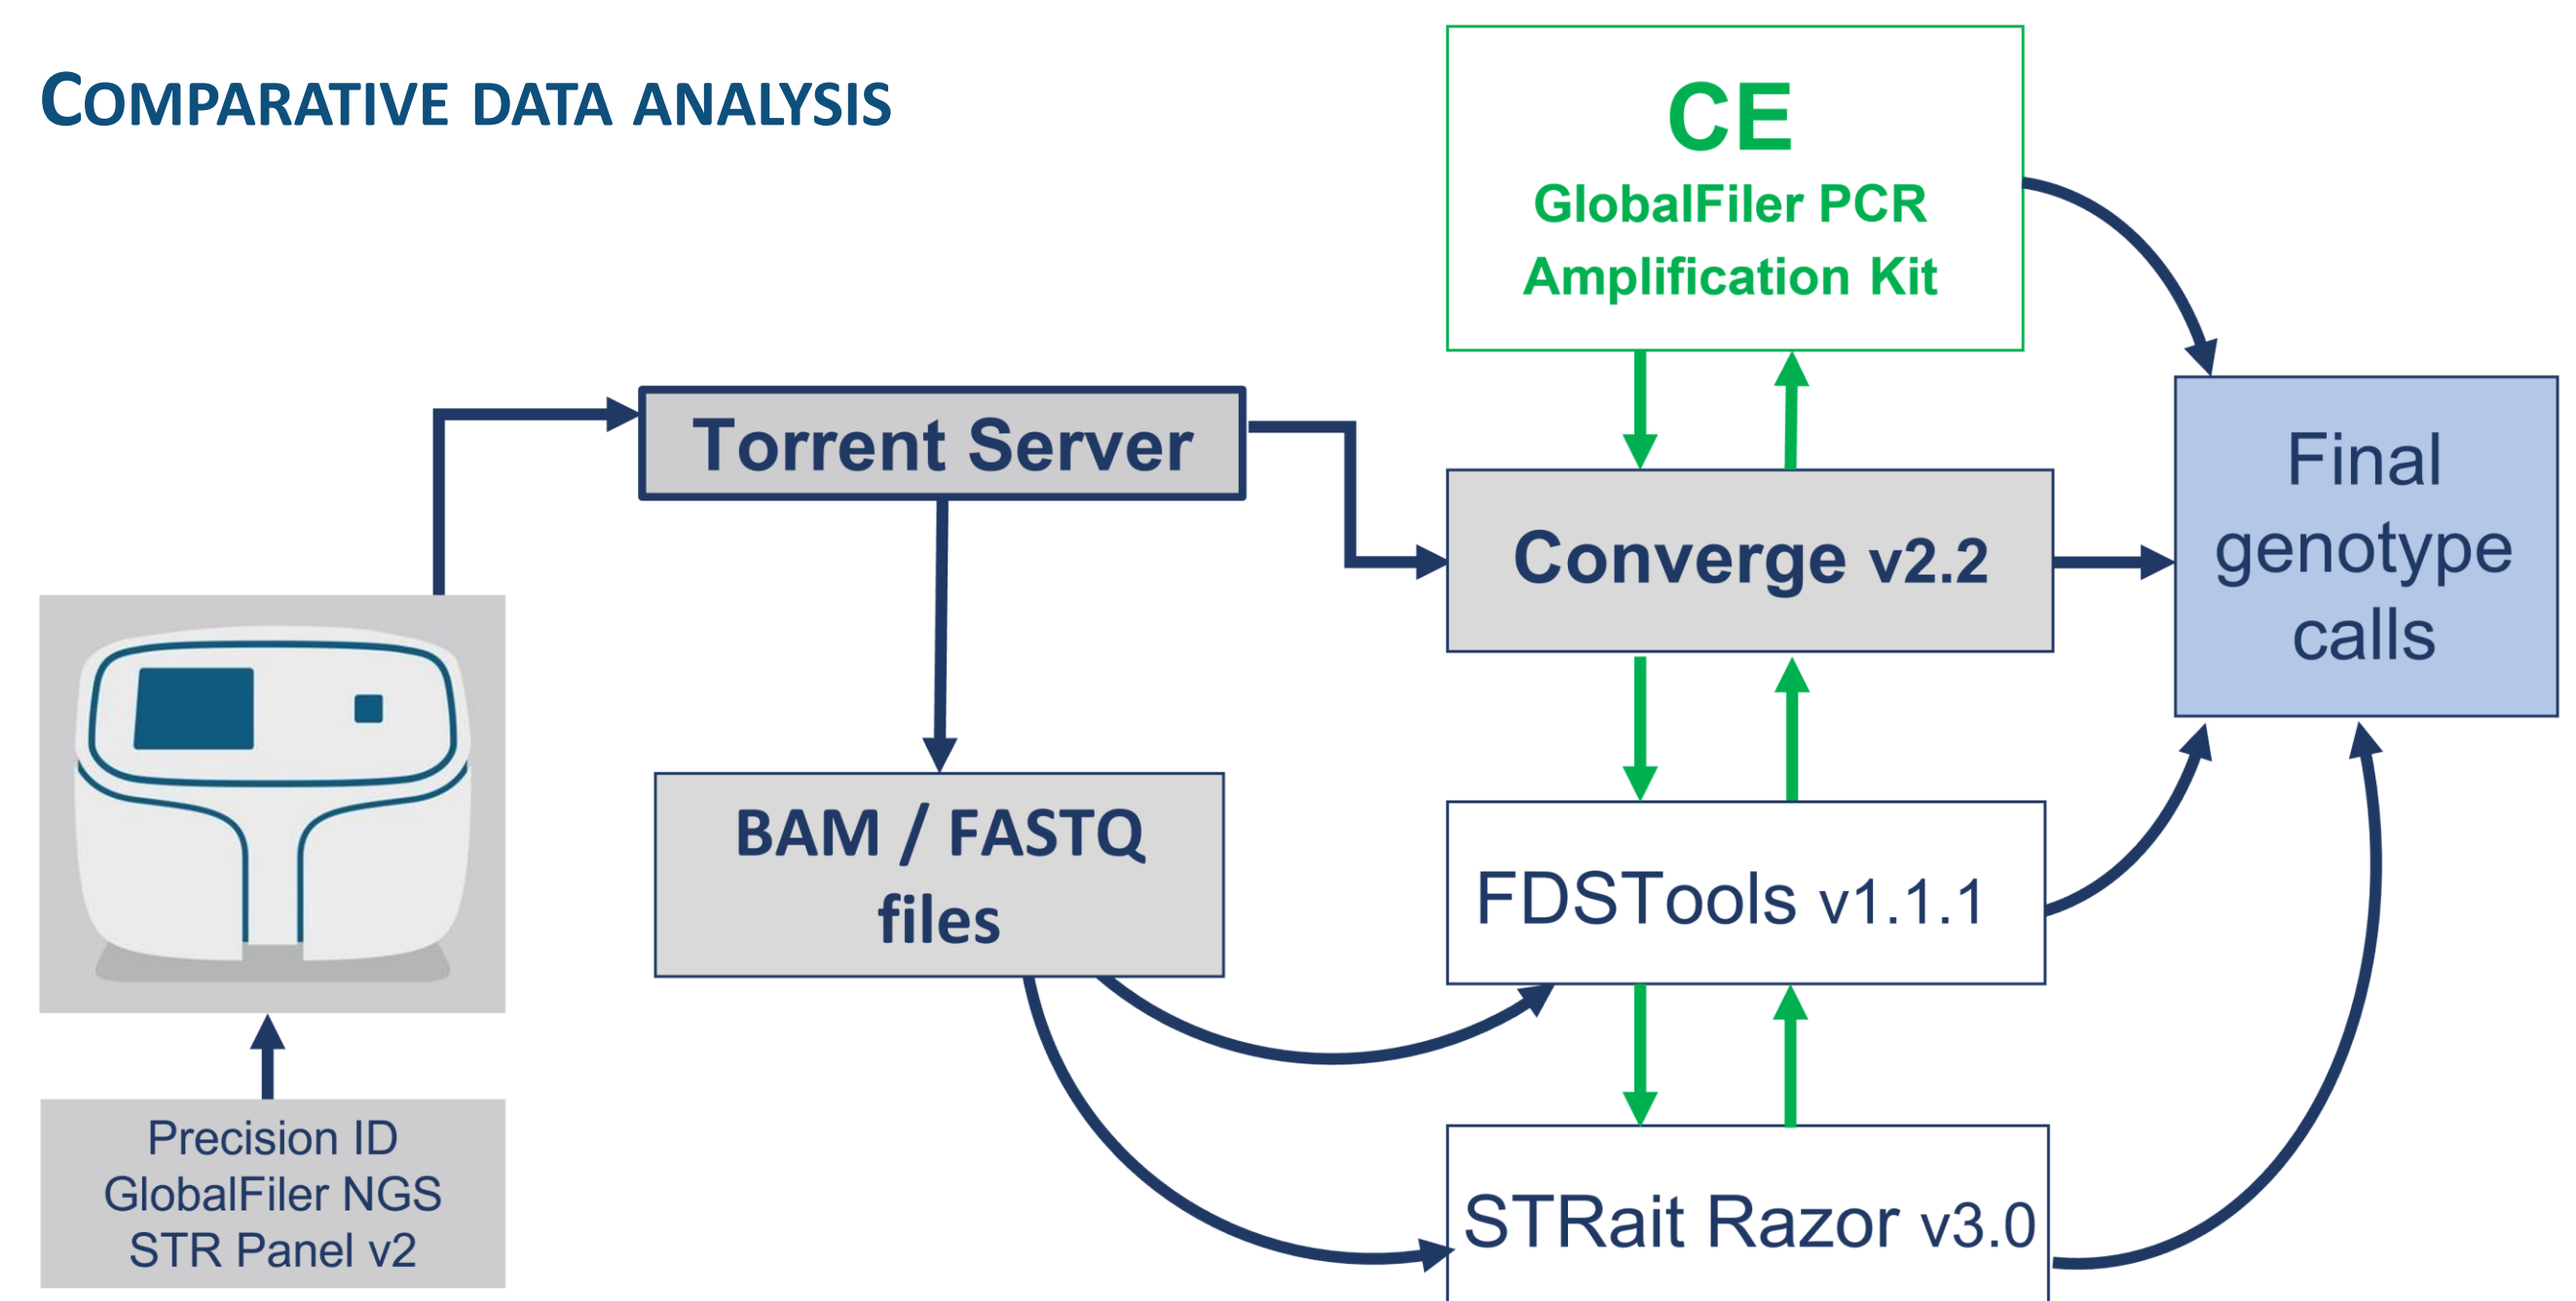 COMPARATIVE DATA ANALYSIS
CE
GlobalFiler PCR
Amplification Kit
Torrent Server
Converge v2.2
Final
genotype
calls
BAM / FASTQ
files
FDSTools v1.1.1
Precision ID
GlobalFiler NGS
STR Panel v2
STRait Razor v3.0